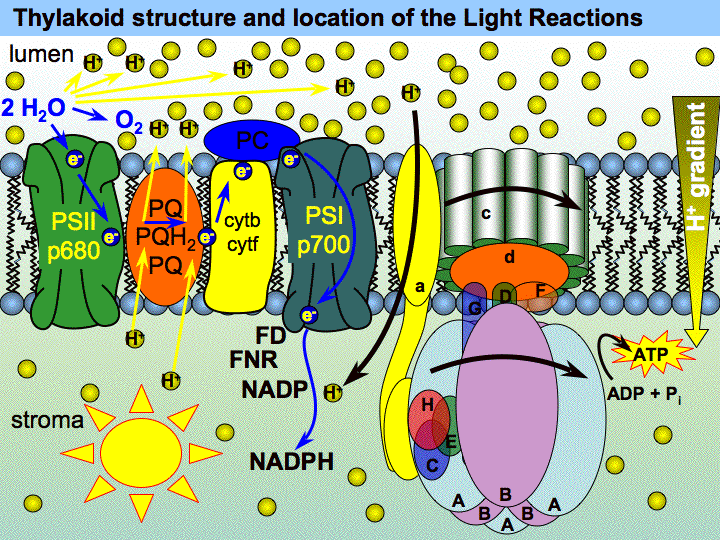 Thylakoid structure and location of the Light Reactions
lumen
H⁺
H⁺
H⁺
H⁺
H⁺
2 H₂O
O₂
H⁺
H⁺
PC
e⁻
e⁻
e⁻
PSII
p680
e⁻
PQ
PQH₂
PQ
e⁻
cytb
cytf
PSI
p700
e⁻
c
d
a
G
D
F
H⁺ gradient
H⁺
H⁺
FD
FNR
NADP
H⁺
NADPH
stroma
H
E
C
A
B
B
A
B
A
ATP
ADP + Pᵢ